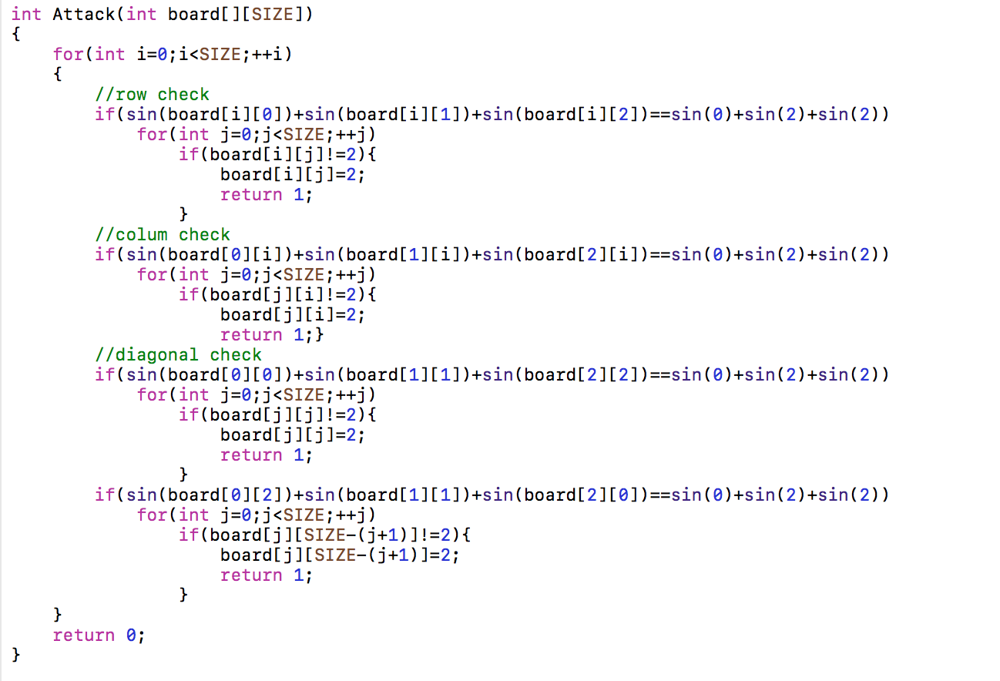 int Attack(int board[][SIZE])
{
    for(int i=0;i<SIZE;++i)
    {
        //row check
        if(sin(board[i][0])+sin(board[i][1])+sin(board[i][2])==sin(0)+sin(2)+sin(2))
            for(int j=0;j<SIZE;++j)
                if(board[i][j]!=2){
                    board[i][j]=2;
                    return 1;
                }
        //colum check
        if(sin(board[0][i])+sin(board[1][i])+sin(board[2][i])==sin(0)+sin(2)+sin(2))
            for(int j=0;j<SIZE;++j)
                if(board[j][i]!=2){
                    board[j][i]=2;
                    return 1;}
        //diagonal check
        if(sin(board[0][0])+sin(board[1][1])+sin(board[2][2])==sin(0)+sin(2)+sin(2))
            for(int j=0;j<SIZE;++j)
                if(board[j][j]!=2){
                    board[j][j]=2;
                    return 1;
                }
        if(sin(board[0][2])+sin(board[1][1])+sin(board[2][0])==sin(0)+sin(2)+sin(2))
            for(int j=0;j<SIZE;++j)
                if(board[j][SIZE-(j+1)]!=2){
                    board[j][SIZE-(j+1)]=2;
                    return 1;
                }
    }
    return 0;
}